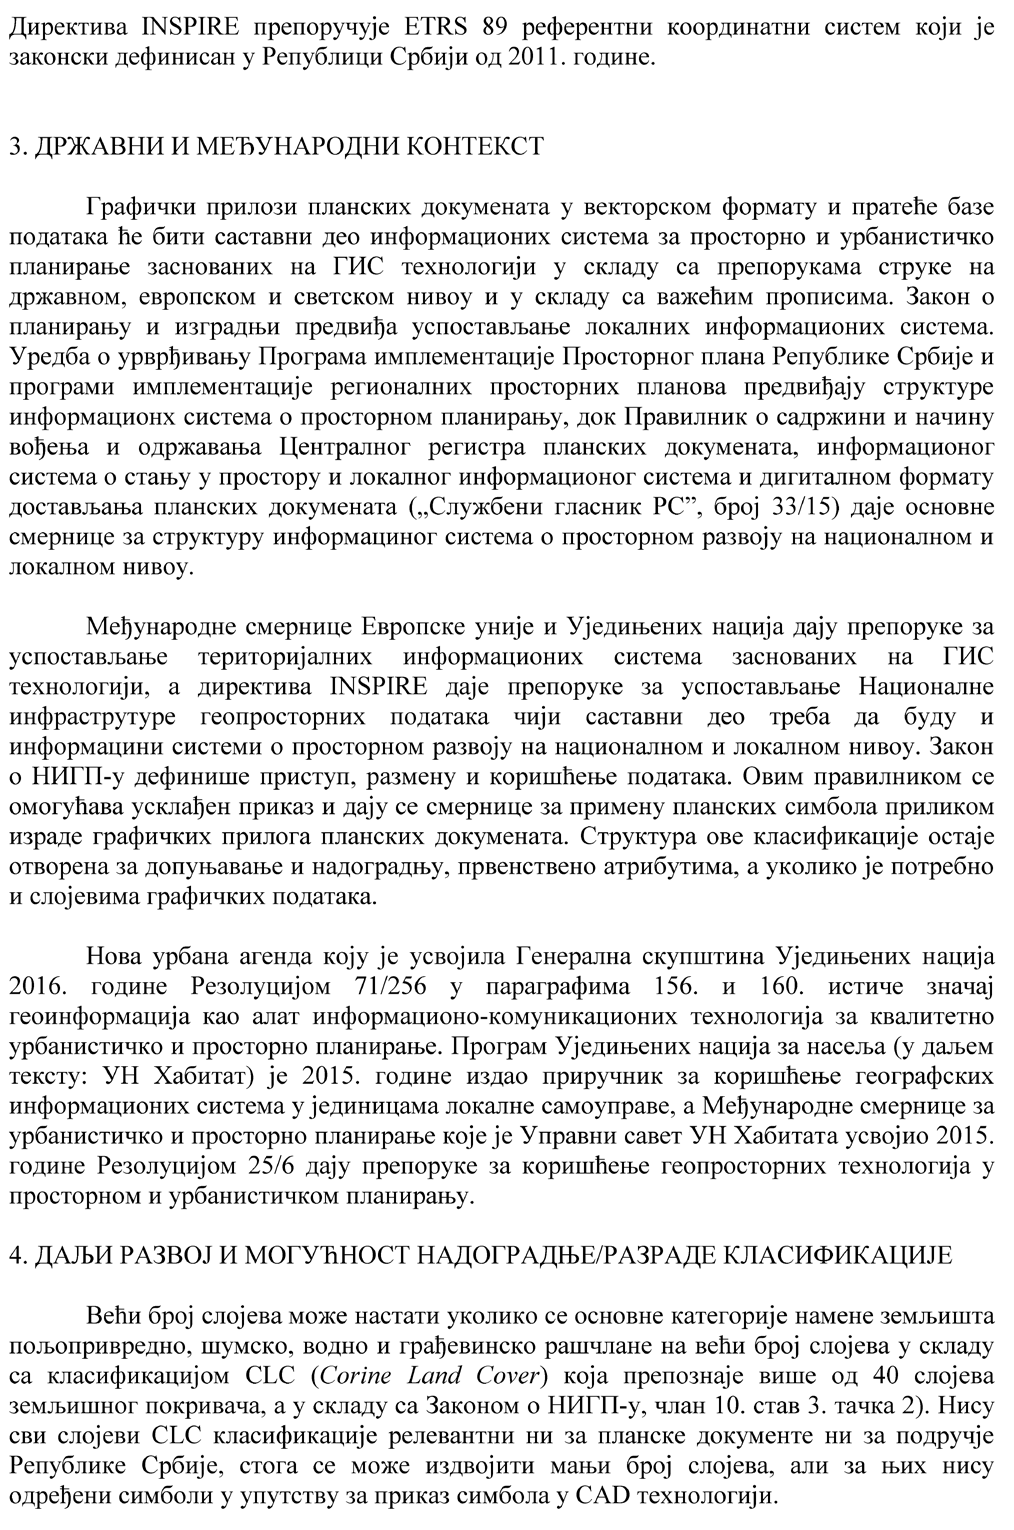 Директива INSPIRE препоручује ETRS 89 референтни координатни систем који је
законски дефинисан у Републици Србији од 2011. године.
3. ДРЖАВНИ И МЕЂУНАРОДНИ КОНТЕКСТ
Графички прилози планских докумената у векторском формату и пратеће базе
података ће бити саставни део информационих система за просторно и урбанистичко
планирање заснованих на ГИС технологији у складу са препорукама струке на
државном, европском и светском нивоу и у складу са важећим прописима. Закон о
планирању и изградњи предвиђа успостављање локалних информационих система.
Уредба о урврђивању Програма имплементације Просторног плана Републике Србије и
програми имплементације регионалних просторних планова предвиђају структуре
информационх система о просторном планирању, док Правилник о садржини и начину
вођења и одржавања Централног регистра планских докумената, информационог
система о стању у простору и локалног информационог система и дигиталном формату
достављања планских докумената („Службени гласник РС”, број 33/15) даје основне
смернице за структуру информациног система о просторном развоју на националном и
локалном нивоу.
Међународне смернице Европске уније и Уједињених нација дају препоруке за
успостављање територијалних информационих система заснованих на ГИС
технологији, а директива INSPIRE даје препоруке за успостављање Националне
инфраструтуре геопросторних података чији саставни део треба да буду и
информацини системи о просторном развоју на националном и локалном нивоу. Закон
о НИГП-у дефинише приступ, размену и коришћење података. Овим правилником се
омогућава усклађен приказ и дају се смернице за примену планских симбола приликом
израде графичких прилога планских докумената. Структура ове класификације остаје
отворена за допуњавање и надоградњу, првенствено атрибутима, а уколико је потребно
и слојевима графичких података.
Нова урбана агенда коју је усвојила Генерална скупштина Уједињених нација
2016. године Резолуцијом 71/256 у параграфима 156. и 160. истиче значај
геоинформација као алат информационо-комуникационих технологија за квалитетно
урбанистичко и просторно планирање. Програм Уједињених нација за насеља (у даљем
тексту: УН Хабитат) је 2015. године издао приручник за коришћење географских
информационих система у јединицама локалне самоуправе, а Међународне смернице за
урбанистичко и просторно планирање које је Управни савет УН Хабитата усвојио 2015.
године Резолуцијом 25/6 дају препоруке за коришћење геопросторних технологија у
просторном и урбанистичком планирању.
4. ДАЉИ РАЗВОЈ И МОГУЋНОСТ НАДОГРАДЊЕ/РАЗРАДЕ КЛАСИФИКАЦИЈЕ
Већи број слојева може настати уколико се основне категорије намене земљишта
пољопривредно, шумско, водно и грађевинско рашчлане на већи број слојева у складу
са класификацијом CLC (Corine Land Cover) која препознаје више од 40 слојева
земљишног покривача, а у складу са Законом о НИГП-у, члан 10. став 3. тачка 2). Нису
сви слојеви CLC класификације релевантни ни за планске документе ни за подручје
Републике Србије, стога се може издвојити мањи број слојева, али за њих нису
одређени симболи у упутству за приказ симбола у CAD технологији.